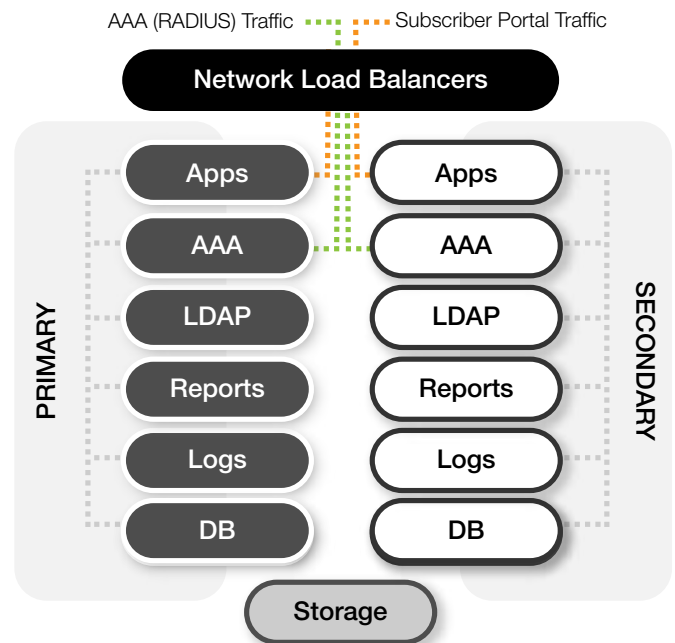 AAA (RADIUS) Traffic
Subscriber Portal Traffic
Network Load Balancers
PRIMARY
Apps
AAA
LDAP
Reports
Logs
DB
Apps
AAA
LDAP
Reports
Logs
DB
SECONDARY
Storage